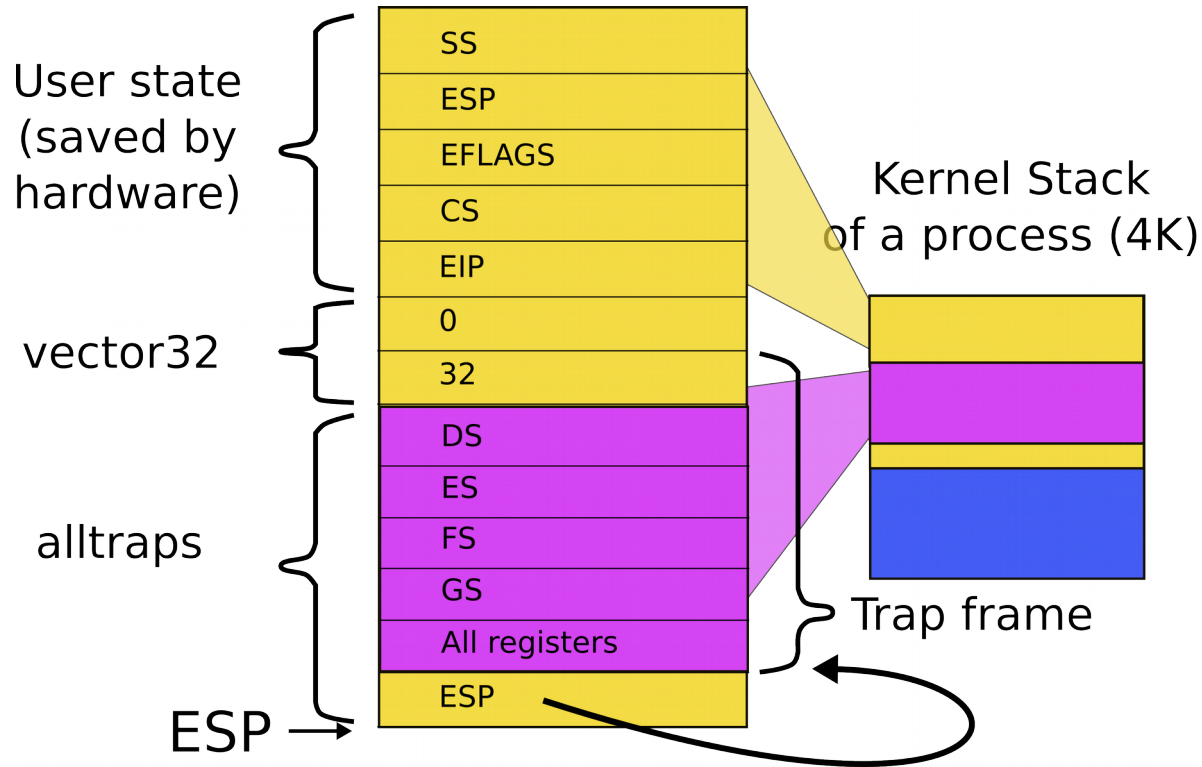 User state
(saved by
hardware)
vector32
alltraps
ESP
SS
ESP
EFLAGS
CS
EIP
0
32
DS
ES
FS
GS
All registers
ESP
Kernel Stack
of a process (4K)
Trap frame